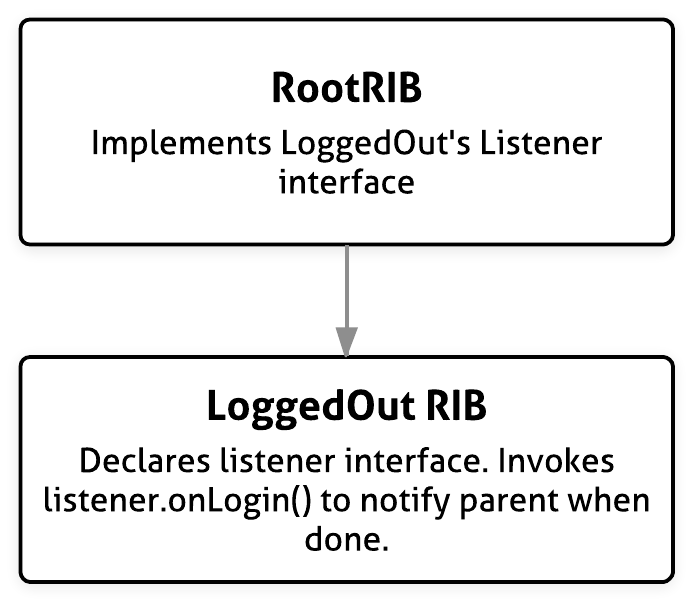 RootRIB
Implements LoggedOut's Listener
interface
LoggedOut RIB
Declares listener interface. Invokes
listener.onLogin() to notify parent when
done.